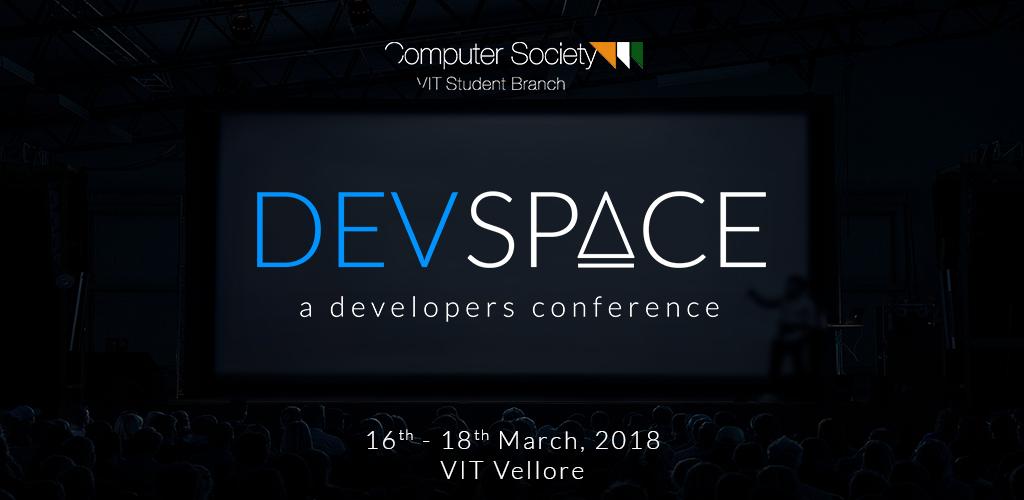 Computer Society
VIT Student Branch
DEVSPACE
a developers conference
16th - 18th March, 2018
VIT Vellore